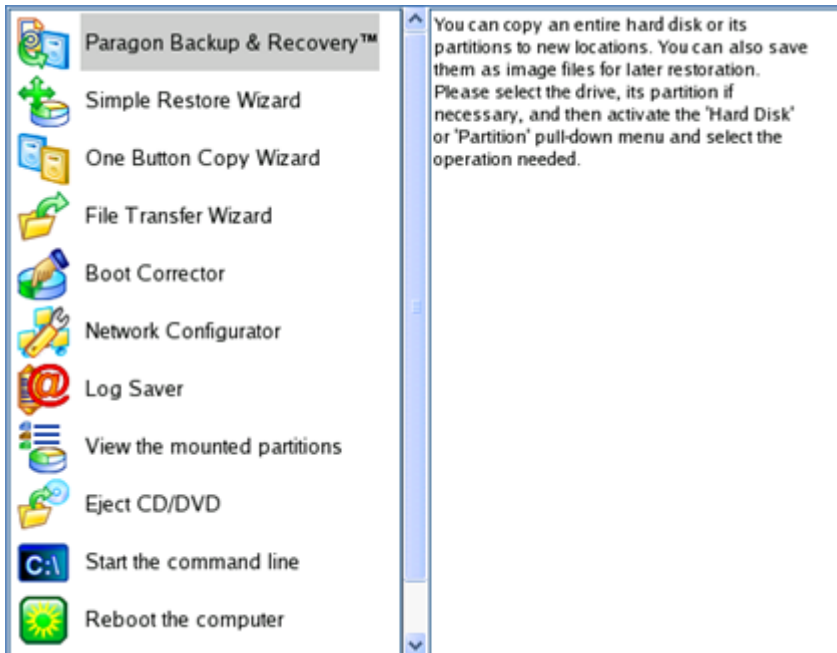 Paragon Backup & Recovery™
Simple Restore Wizard
One Button Copy Wizard
File Transfer Wizard
Boot Corrector
Network Configurator
Log Saver
View the mounted partitions
Eject CD/DVD
C:\
Start the command line
Reboot the computer
You can copy an entire hard disk or its
partitions to new locations. You can also save
them as image files for later restoration.
Please select the drive, its partition if
necessary, and then activate the 'Hard Disk'
or 'Partition' pull-down menu and select the
operation needed.